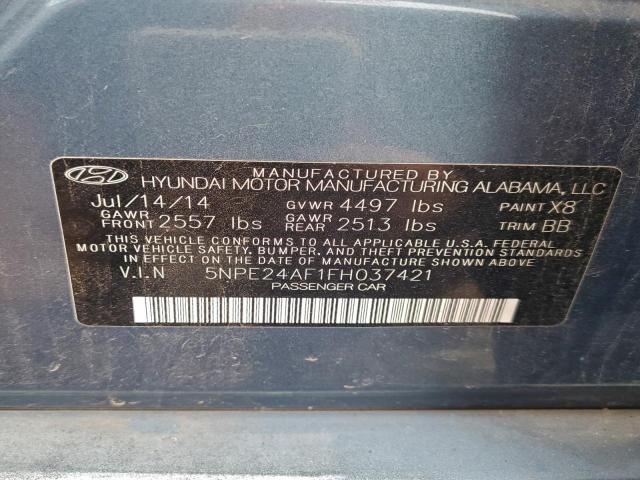 MANUFACTURED BY
HYUNDAI MOTOR MANUFACTURING ALABAMA, LLC
Jul/14/14 GVWR 4497 lbs PAINT X8
GAWR FRONT 2557 lbs GAWR REAR 2513 lbs TRIM BB
THIS VEHICLE CONFORMS TO ALL APPLICABLE U.S.A. FEDERAL
MOTOR VEHICLE SAFETY, BUMPER, AND THEFT PREVENTION STANDARDS
IN EFFECT ON THE DATE OF MANUFACTURE SHOWN ABOVE.
V.I.N 5NPE24AF1FH037421
PASSENGER CAR